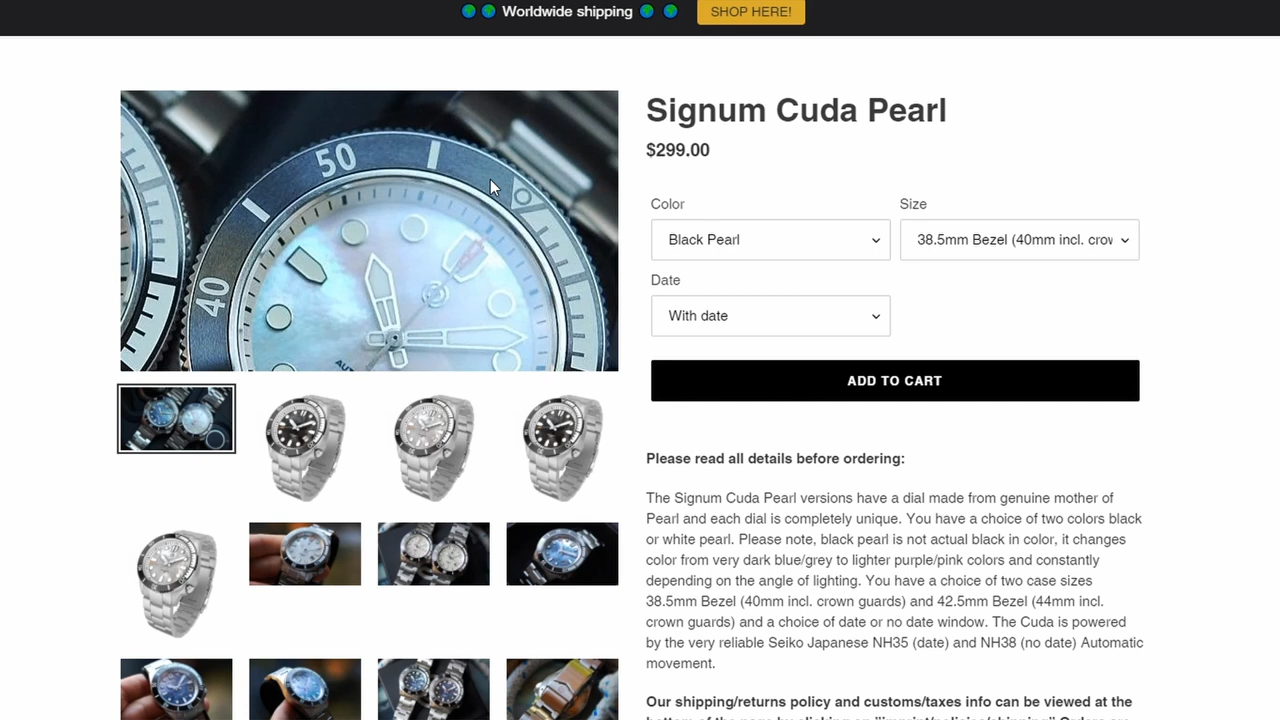 Worldwide shipping
SHOP HERE!
Signum Cuda Pearl
$299.00
Color
Size
Black Pearl
38.5mm Bezel (40mm incl. crow
Date
With date
ADD TO CART
50
40
Please read all details before ordering:
The Signum Cuda Pearl versions have a dial made from genuine mother of
Pearl and each dial is completely unique. You have a choice of two colors black
or white pearl. Please note, black pearl is not actual black in color, it changes
color from very dark blue/grey to lighter purple/pink colors and constantly
depending on the angle of lighting. You have a choice of two case sizes
38.5mm Bezel (40mm incl. crown guards) and 42.5mm Bezel (44mm incl.
crown guards) and a choice of date or no date window. The Cuda is powered
by the very reliable Seiko Japanese NH35 (date) and NH38 (no date) Automatic
movement.
Our shipping/returns policy and customs/taxes info can be viewed at the